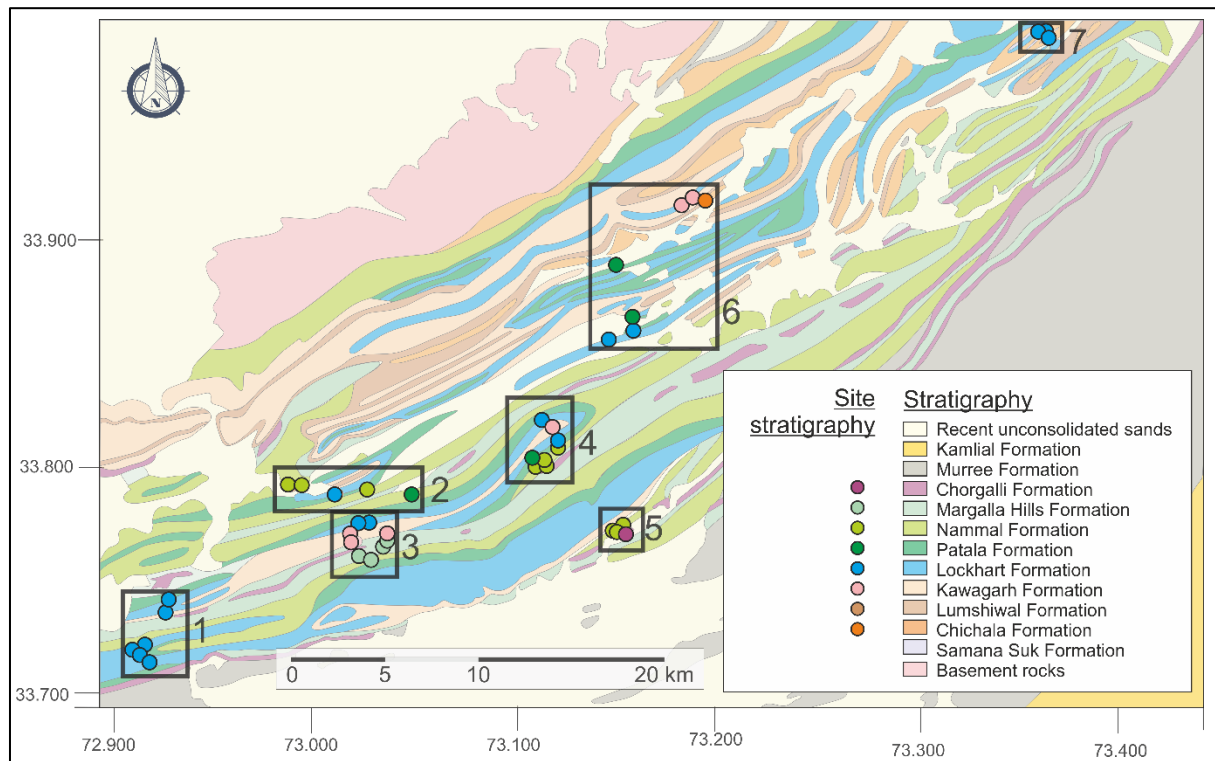 N
7
33.900
6
Site stratigraphy
Stratigraphy
Recent unconsolidated sands
Kamlial Formation
Murree Formation
Chorgalli Formation
Margalla Hills Formation
Nammal Formation
Patala Formation
Lockhart Formation
Kawagarh Formation
Lumshiwal Formation
Chichala Formation
Samana Suk Formation
Basement rocks
4
33.800
2
5
3
1
0 5 10 20 km
33.700
72.900 73.000 73.100 73.200 73.300 73.400